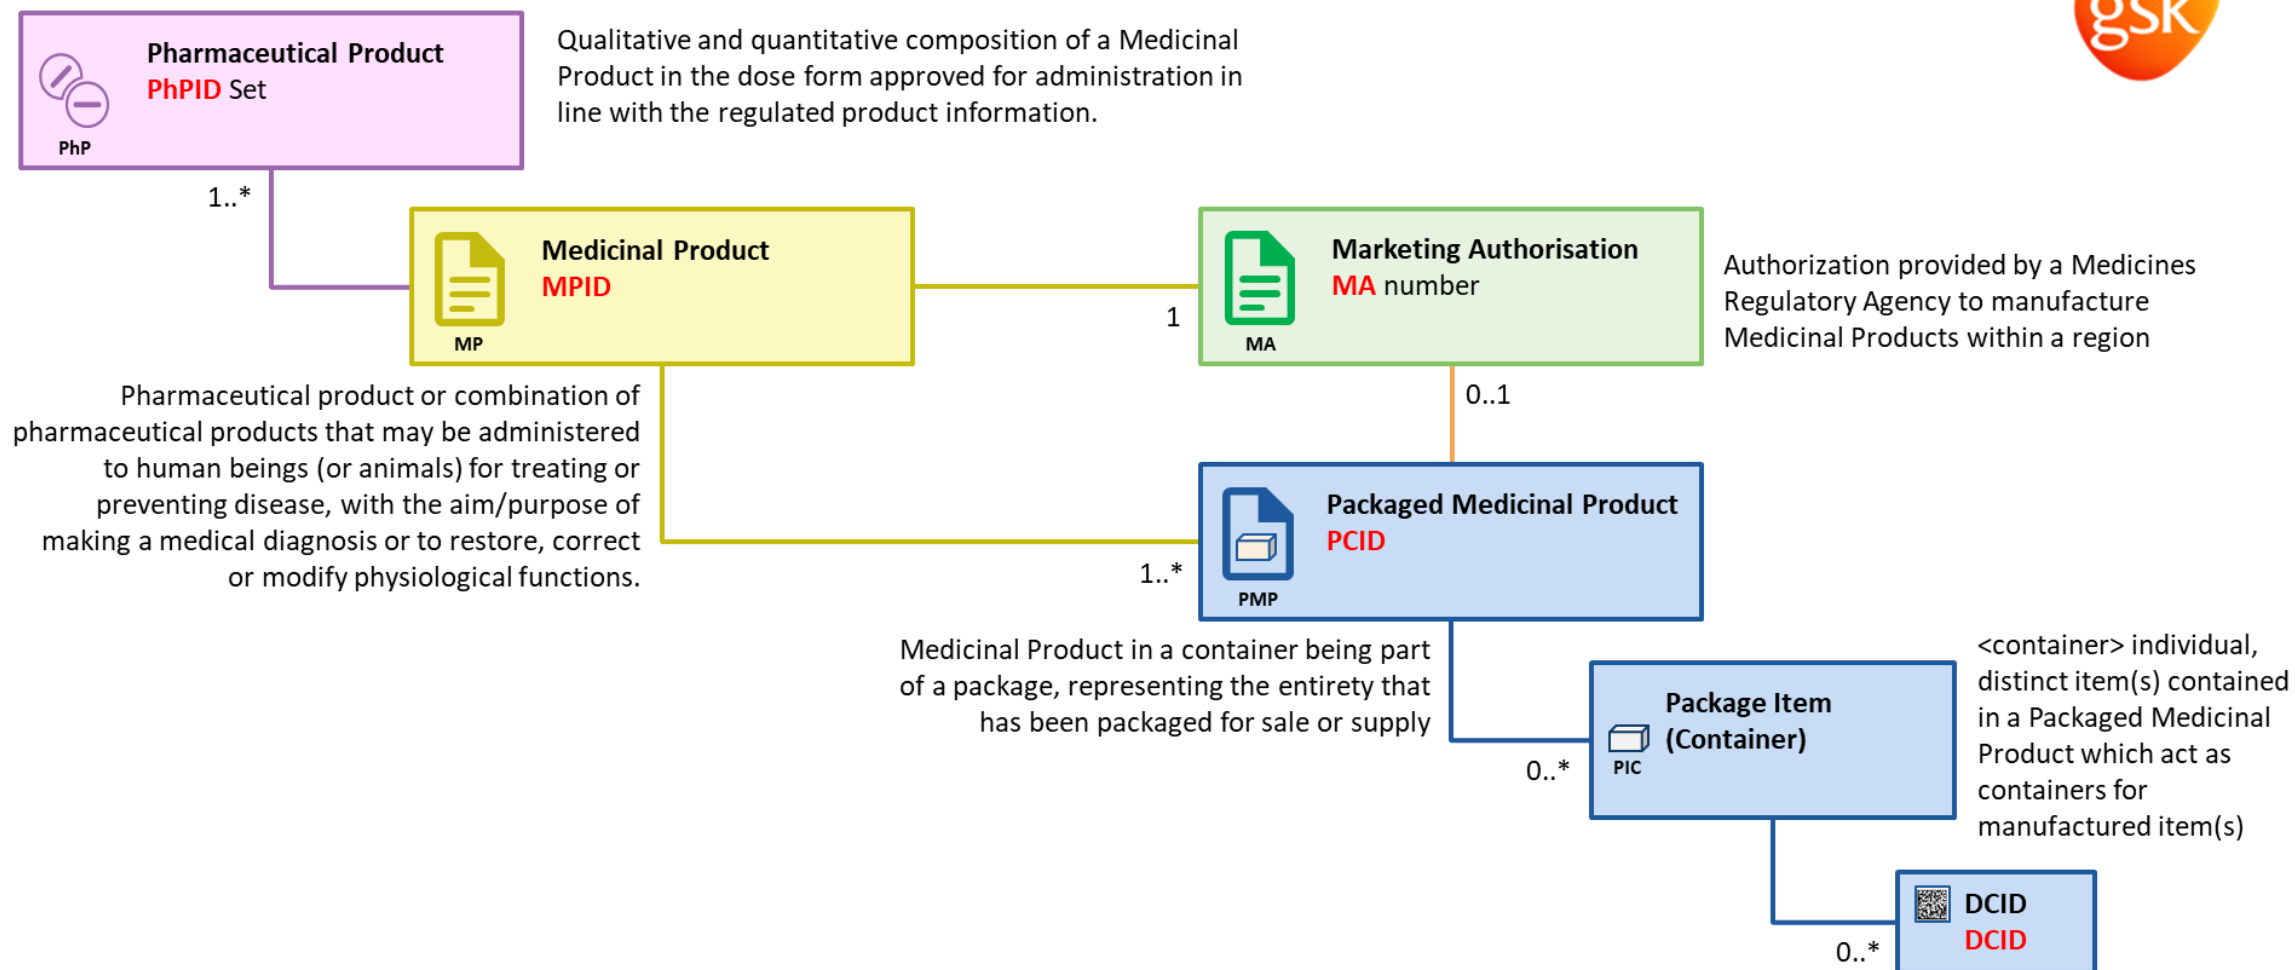 gsk
Pharmaceutical Product
PhPID Set
PhP
Qualitative and quantitative composition of a Medicinal
Product in the dose form approved for administration in
line with the regulated product information.
1..*
Medicinal Product
MPID
MP
1
Marketing Authorisation
MA number
MA
Authorization provided by a Medicines
Regulatory Agency to manufacture
Medicinal Products within a region
0..1
Pharmaceutical product or combination of
pharmaceutical products that may be administered
to human beings (or animals) for treating or
preventing disease, with the aim/purpose of
making a medical diagnosis or to restore, correct
or modify physiological functions.
1..*
Packaged Medicinal Product
PCID
PMP
Medicinal Product in a container being part
of a package, representing the entirety that
has been packaged for sale or supply
0..*
Package Item
(Container)
PIC
<container> individual,
distinct item(s) contained
in a Packaged Medicinal
Product which act as
containers for
manufactured item(s)
0..*
DCID
DCID